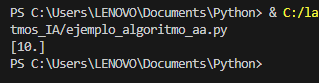 PS C:\Users\LENOVO\Documents\Python> & C:/la
tmos_IA/ejemplo_algoritmo_aa.py
[10.]
PS C:\Users\LENOVO\Documents\Python>